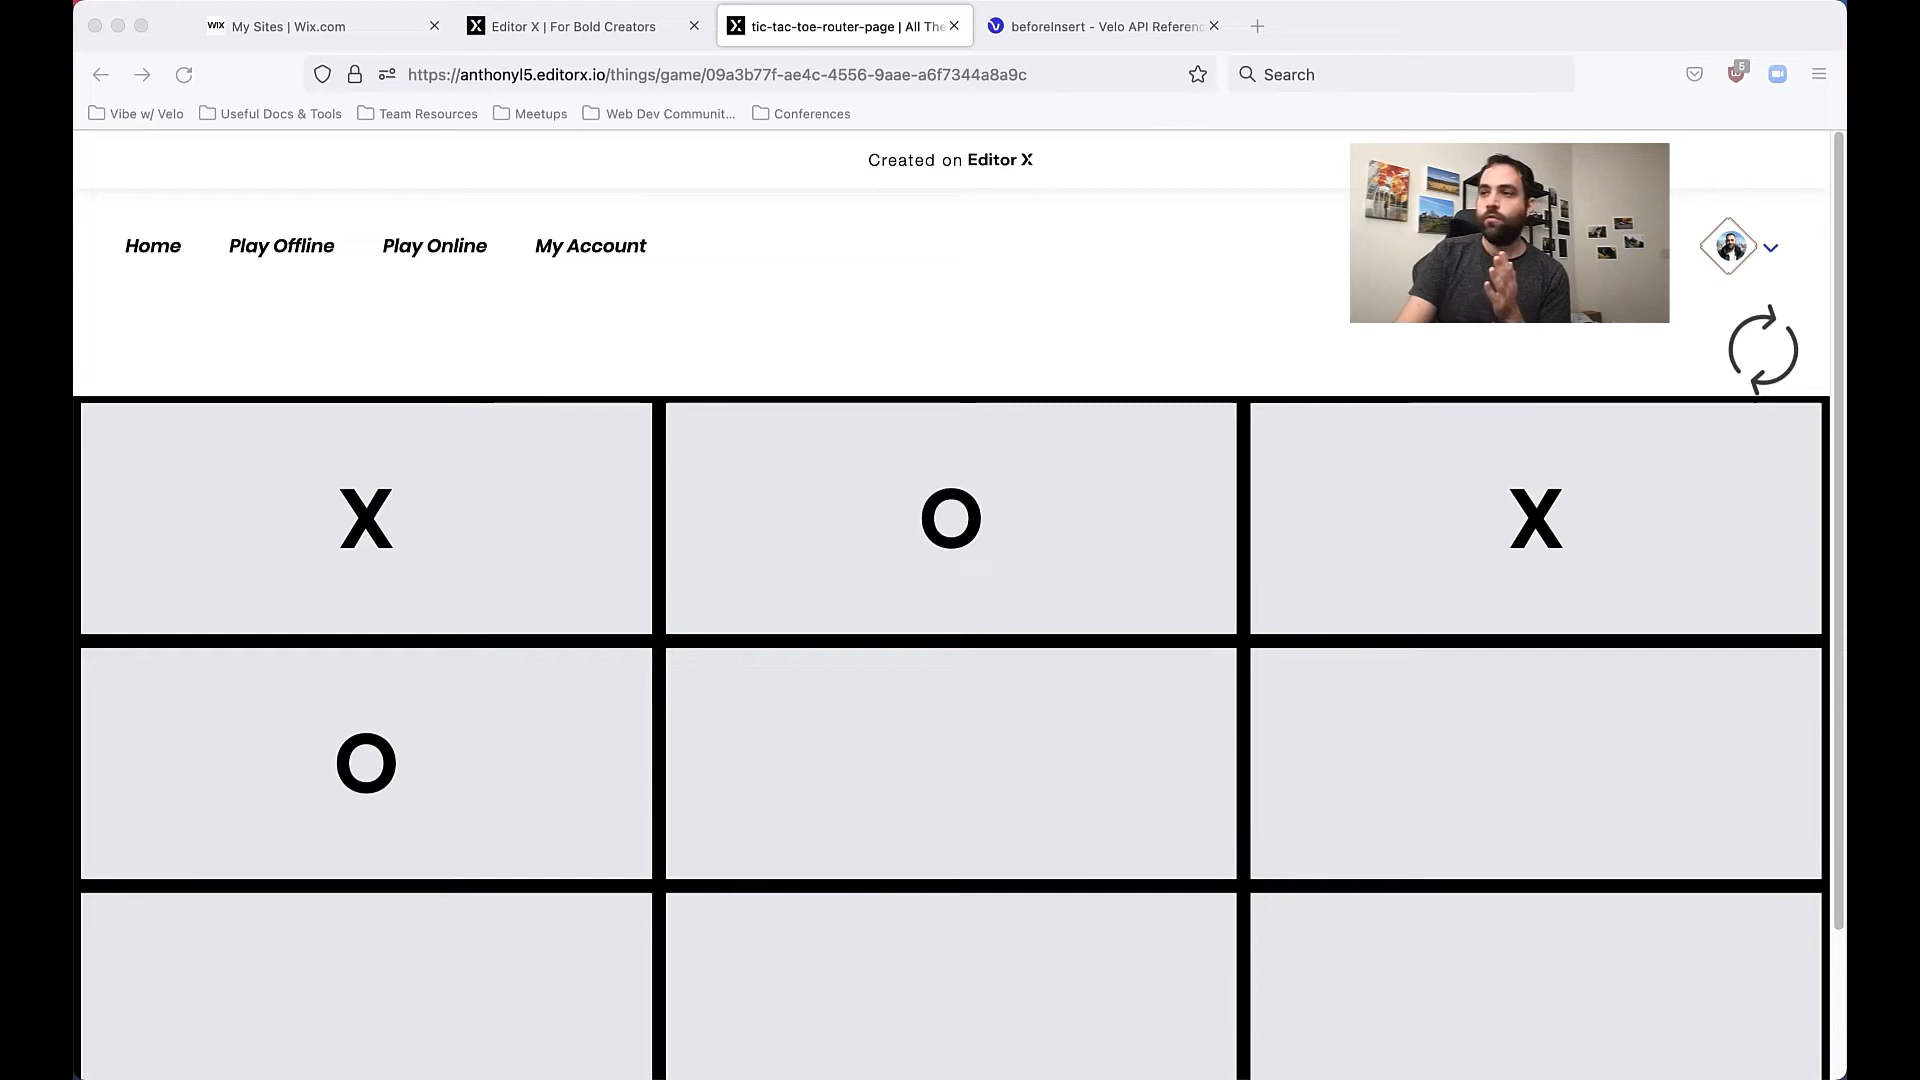 WIX My Sites | Wix.com
X Editor X | For Bold Creators
X tic-tac-toe-router-page | All The
beforeInsert - Velo API Referenc
https://anthonyl5.editorx.io/things/game/09a3b77f-ae4c-4556-9aae-a6f7344a8a9c
Search
5
Vibe w/ Velo
Useful Docs & Tools
Team Resources
Meetups
Web Dev Communit...
Conferences
Created on Editor X
Home
Play Offline
Play Online
My Account
X O X
O